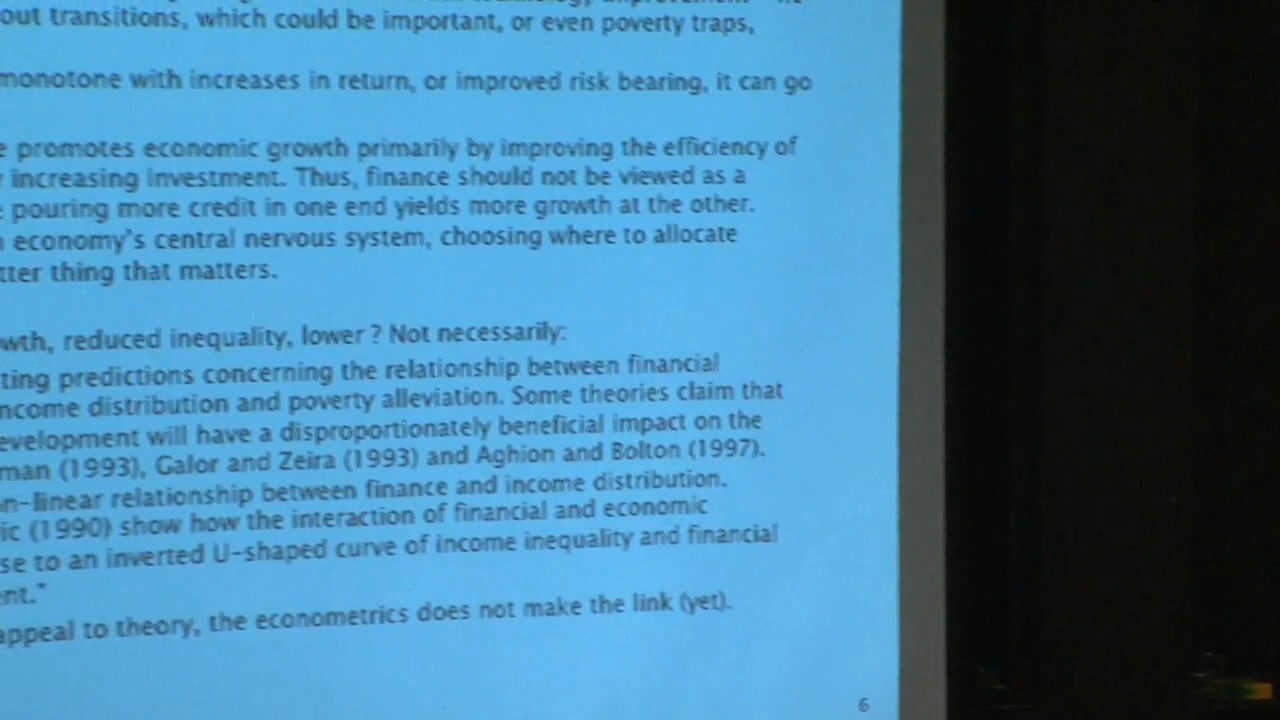 out transitions, which could be important, or even poverty traps,
monotone with increases in return, or improved risk bearing, it can go
e promotes economic growth primarily by improving the efficiency of
r increasing investment. Thus, finance should not be viewed as a
e pouring more credit in one end yields more growth at the other.
n economy's central nervous system, choosing where to allocate
tter thing that matters.
wth, reduced inequality, lower ? Not necessarily:
ting predictions concerning the relationship between financial
ncome distribution and poverty alleviation. Some theories claim that
evelopment will have a disproportionately beneficial impact on the
man (1993), Galor and Zeira (1993) and Aghion and Bolton (1997).
n-linear relationship between finance and income distribution.
ic (1990) show how the interaction of financial and economic
se to an inverted U-shaped curve of income inequality and financial
ent."
appeal to theory, the econometrics does not make the link (yet).
6